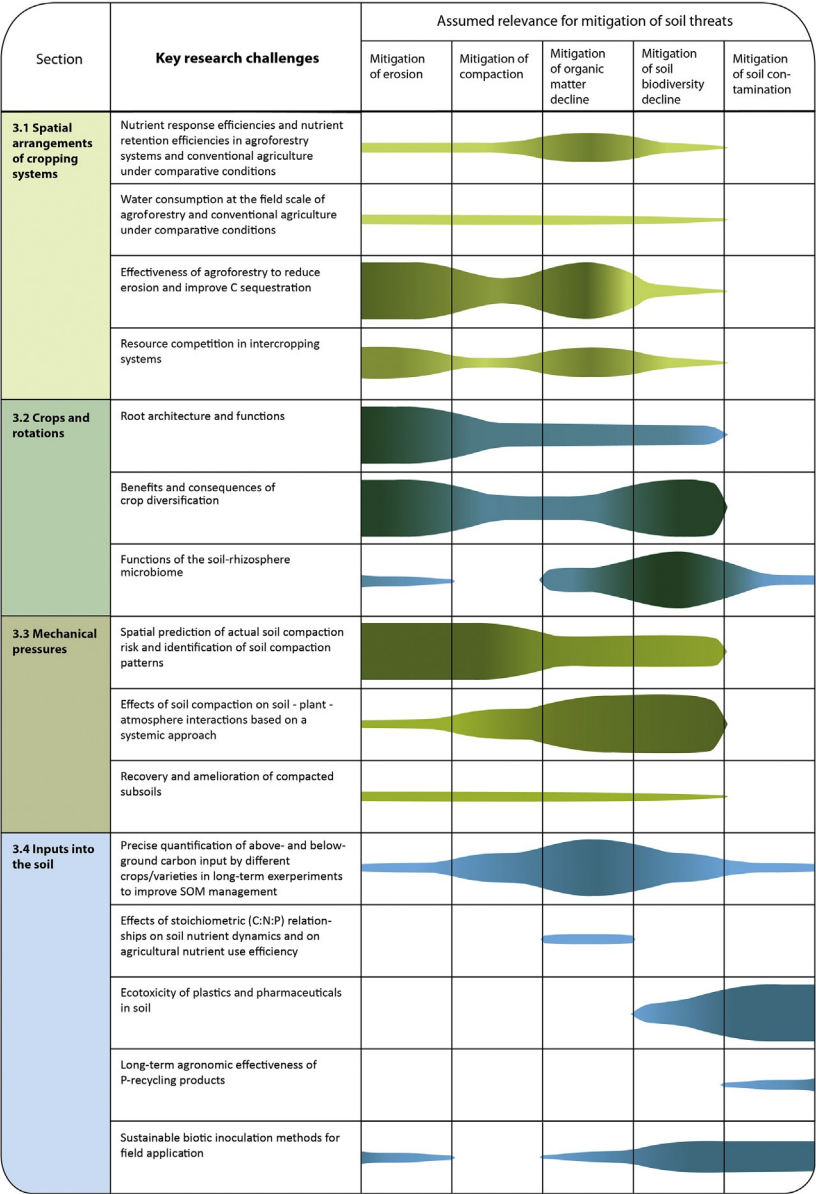 Assumed relevance for mitigation of soil threats
Section
Key research challenges
Mitigation
of erosion
Mitigation of
compaction
Mitigation
of organic
matter
decline
Mitigation
of soil
biodiversity
decline
Mitigation
of soil con-
tamination
3.1 Spatial
arrangements
of cropping
systems
Nutrient response efficiencies and nutrient
retention efficiencies in agroforestry
systems and conventional agriculture
under comparative conditions
Water consumption at the field scale of
agroforestry and conventional agriculture
under comparative conditions
Effectiveness of agroforestry to reduce
erosion and improve C sequestration
Resource competition in intercropping
systems
3.2 Crops and
rotations
Root architecture and functions
Benefits and consequences of
crop diversification
Functions of the soil-rhizosphere
microbiome
3.3 Mechanical
pressures
Spatial prediction of actual soil compaction
risk and identification of soil compaction
patterns
Effects of soil compaction on soil - plant -
atmosphere interactions based on a
systemic approach
Recovery and amelioration of compacted
subsoils
3.4 Inputs into
the soil
Precise quantification of above- and below-
ground carbon input by different
crops/varieties in long-term exerperiments
to improve SOM management
Effects of stoichiometric (C:N:P) relation-
ships on soil nutrient dynamics and on
agricultural nutrient use efficiency
Ecotoxicity of plastics and pharmaceuticals
in soil
Long-term agronomic effectiveness of
P-recycling products
Sustainable biotic inoculation methods for
field application